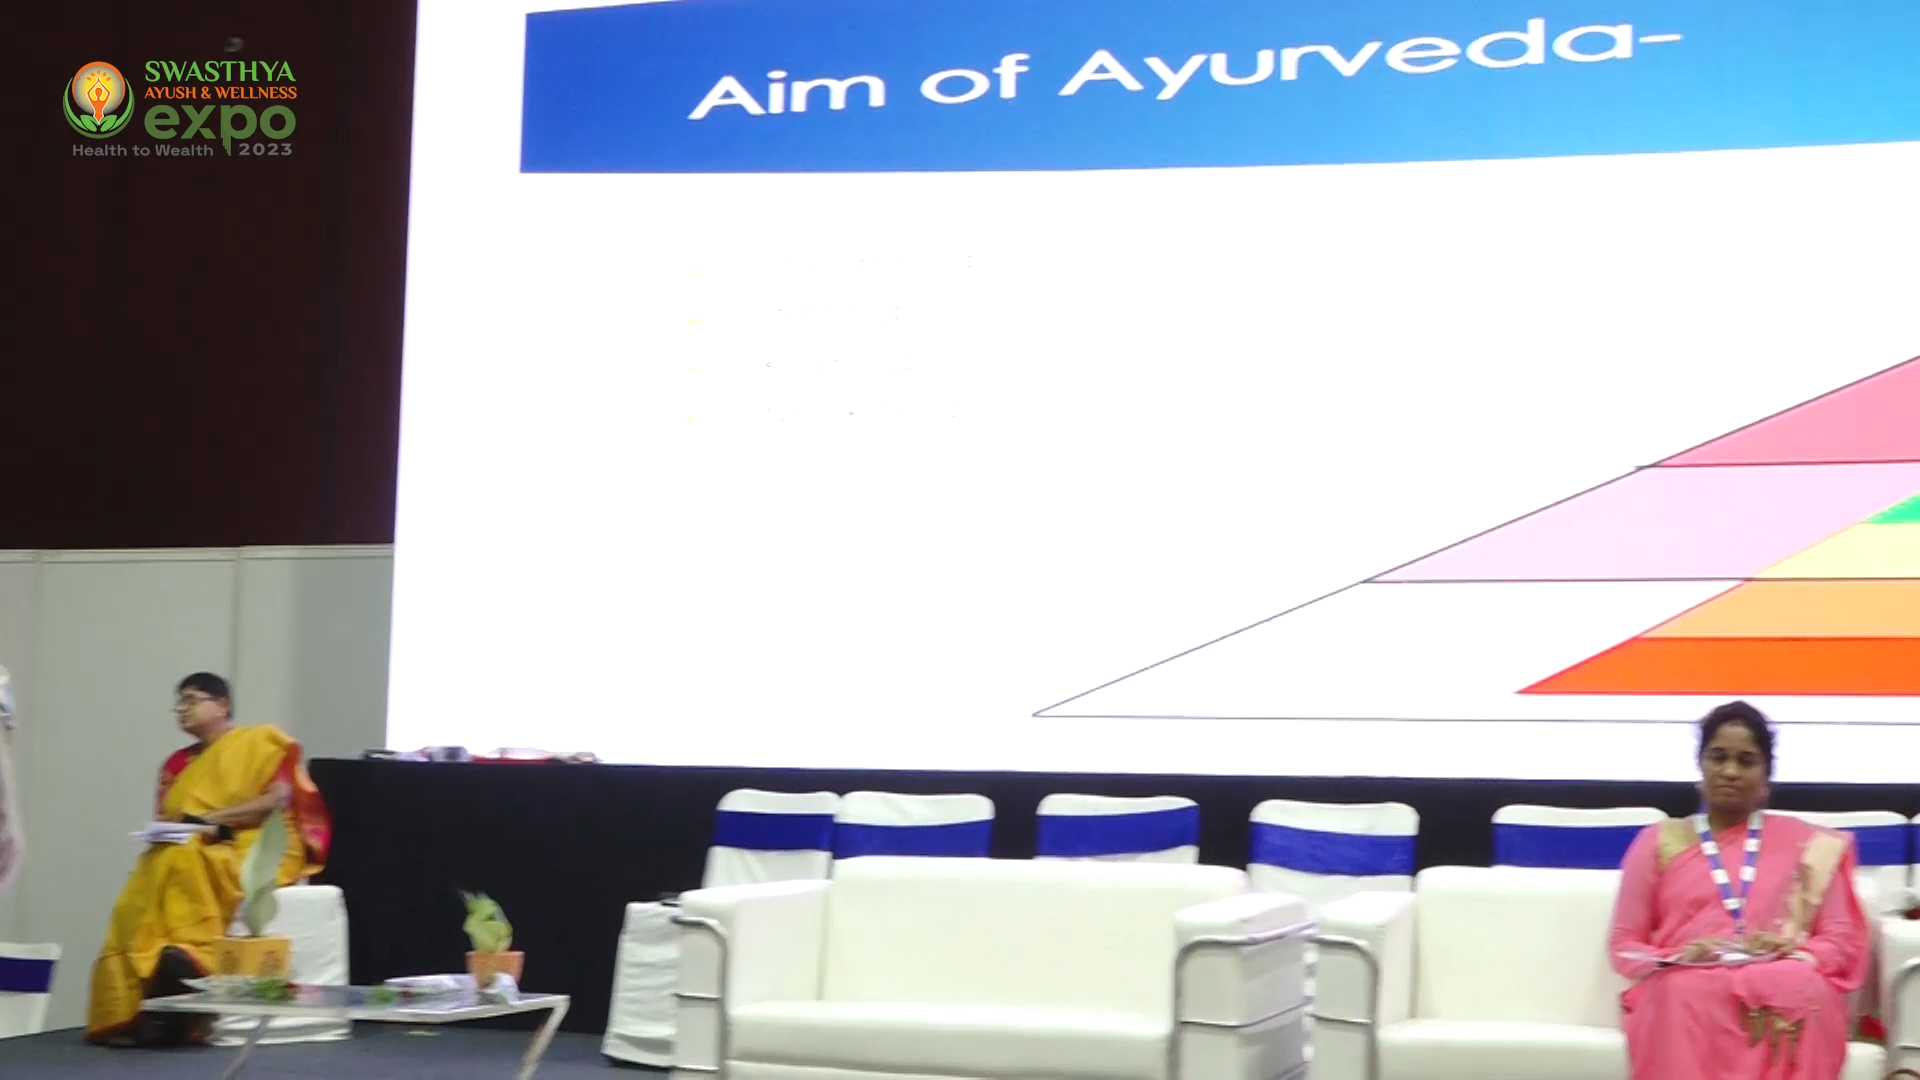 SWASTHYA
AYUSH & WELLNESS
expo
Health to Wealth 2023
Aim of Ayurveda-